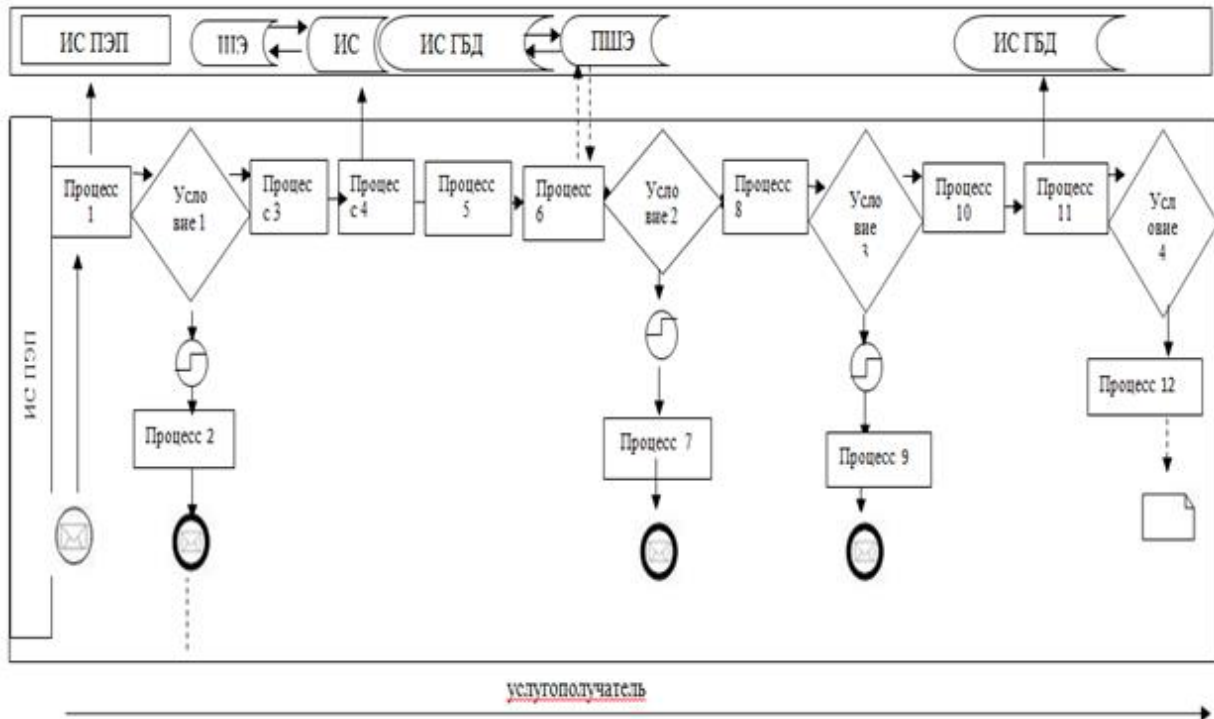 ИС ПЭП
ШЭ
ИС
ИС ГБД
ПШЭ
ИС ГБД
ИС ПЭП
Процесс
1
Усло
вие 1
Процес
с 3
Процес
с 4
Процесс
5
Процесс
6
Усло
вие 2
Процесс
8
Усло
вие
3
Процесс
10
Процесс
11
Усл
овие
4
Процесс 2
Процесс 7
Процесс 9
Процесс 12
услугополучатель